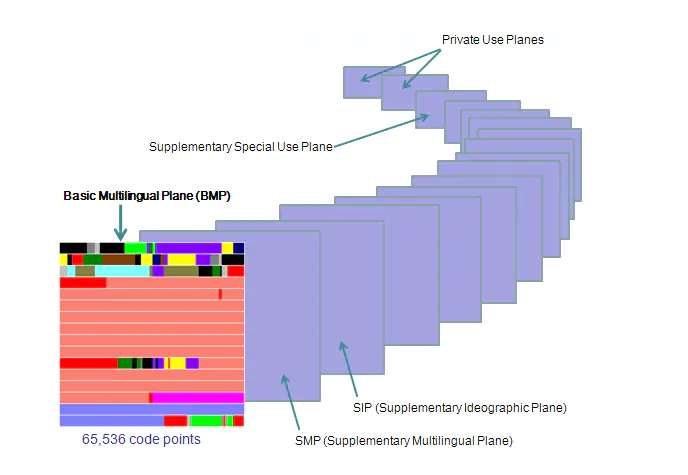 Private Use Planes
Supplementary Special Use Plane
Basic Multilingual Plane (BMP)
SIP (Supplementary Ideographic Plane)
65,536 code points
SMP (Supplementary Multilingual Plane)